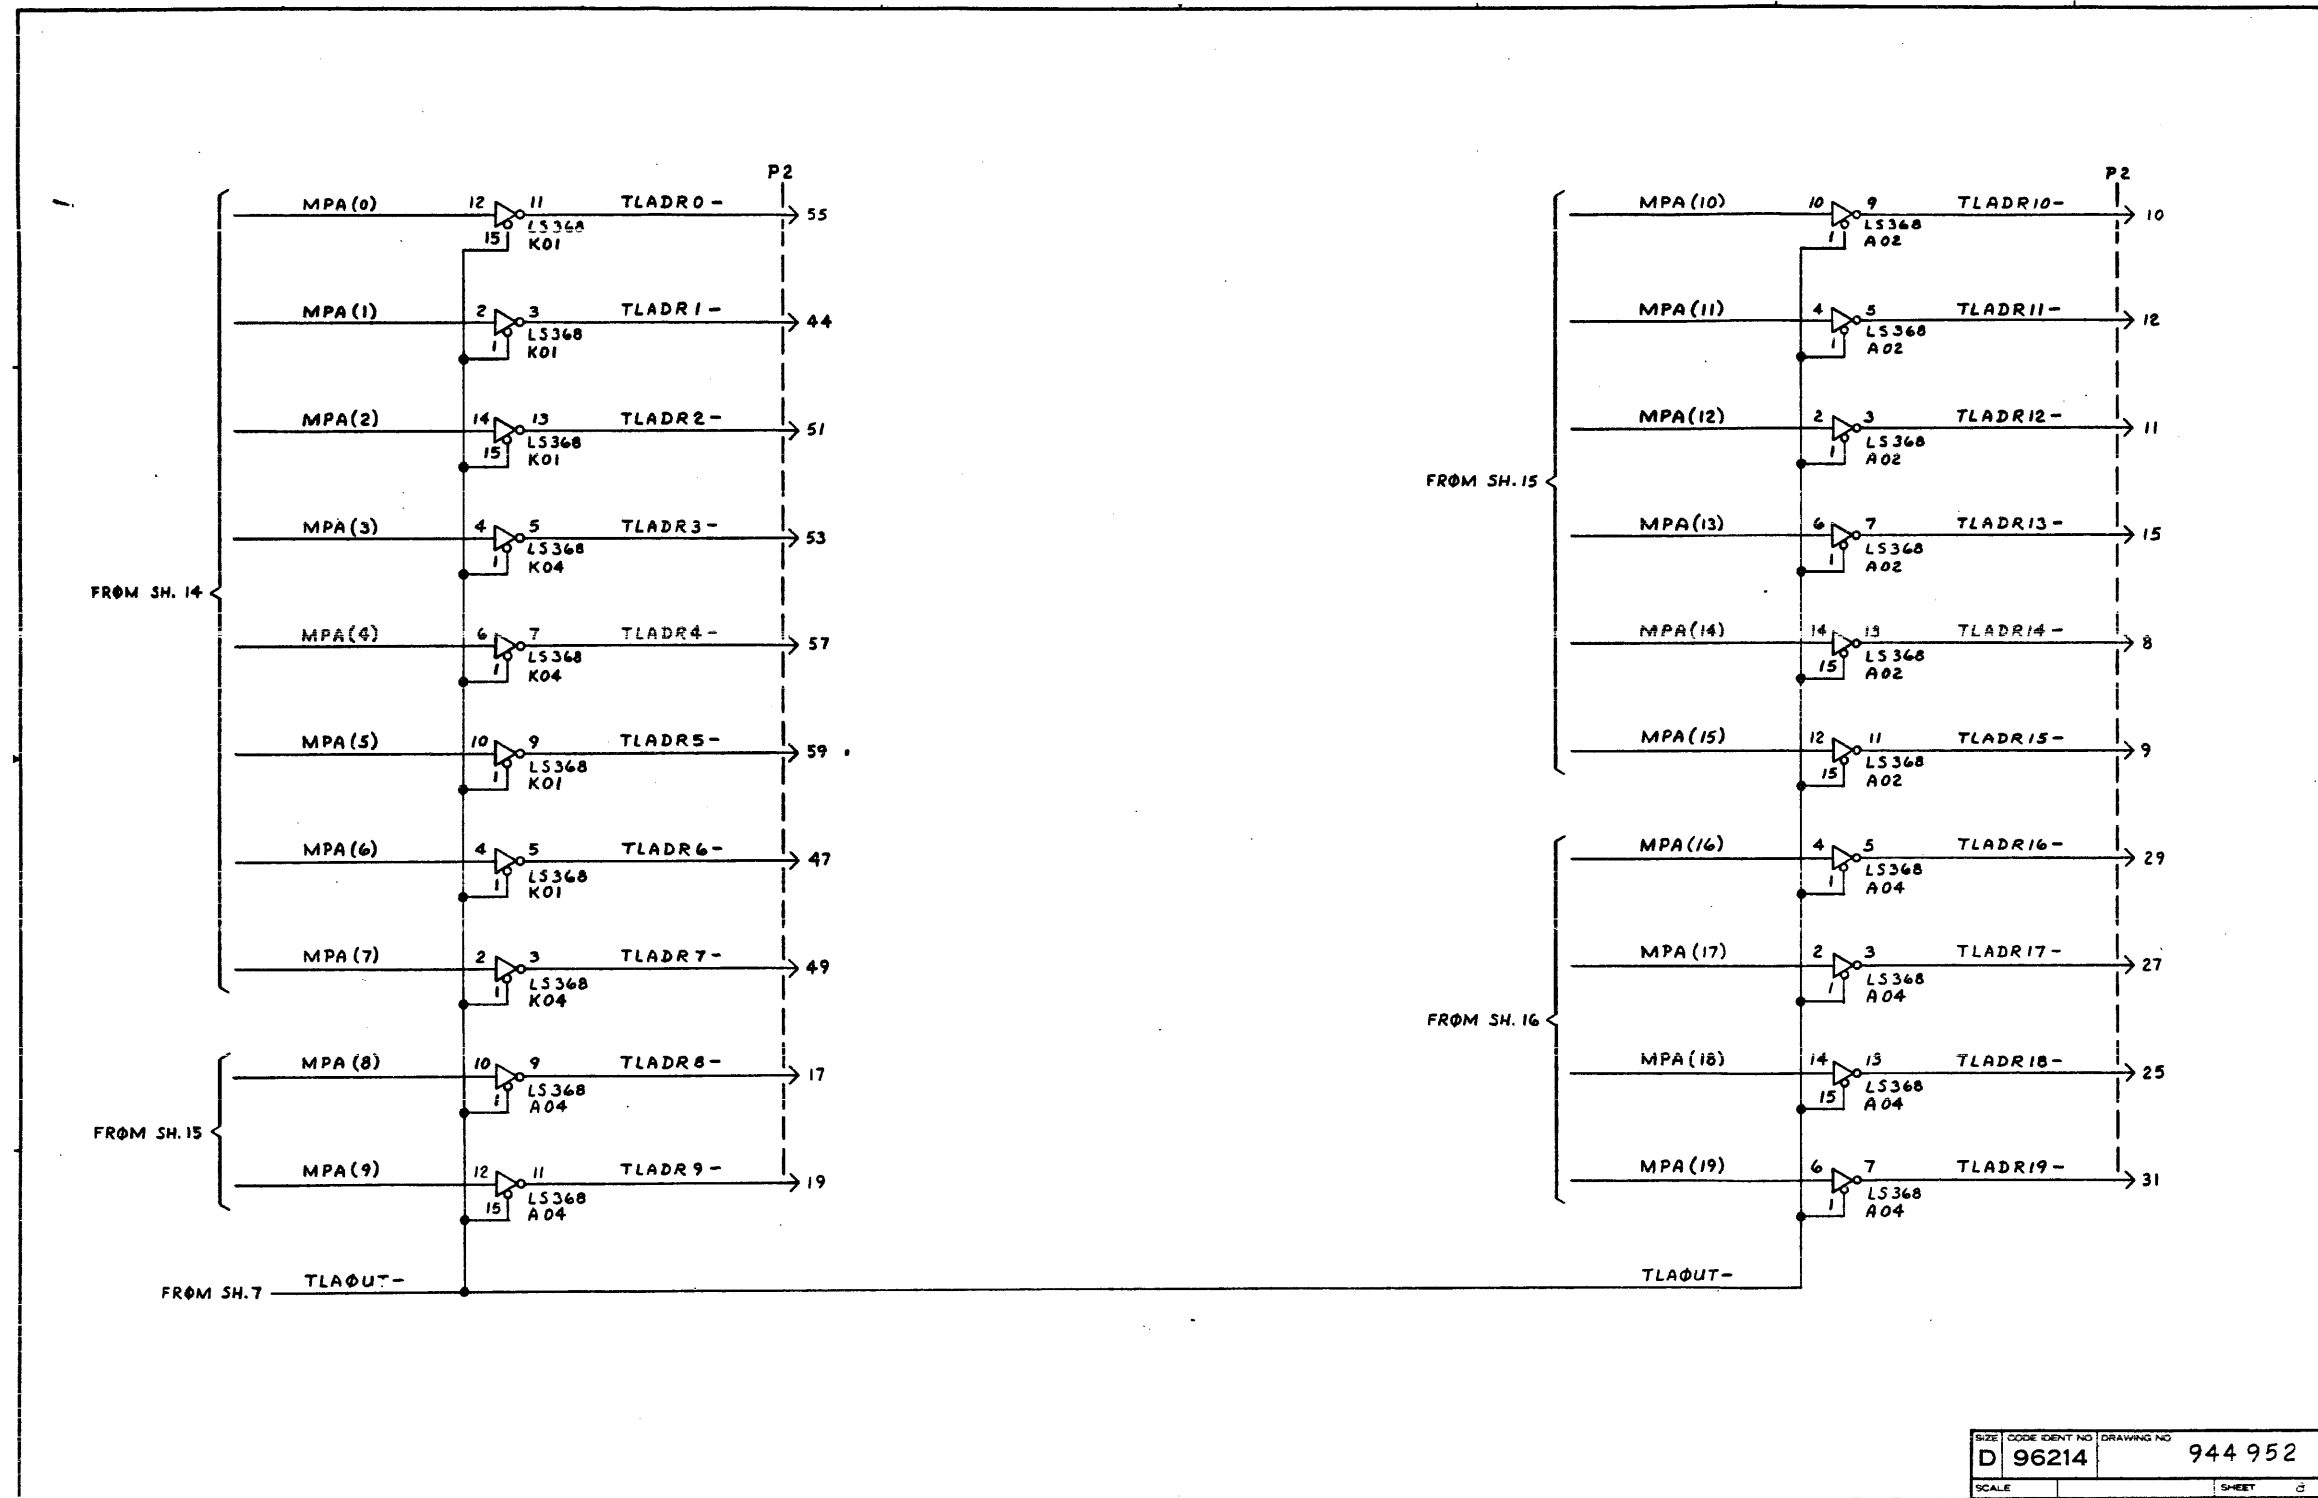 P2
MPA(0) 12 11 TLADR0- 55
15 LS368
K01
MPA(1) 2 3 TLADR1- 44
1 LS368
K01
MPA(2) 14 13 TLADR2- 51
15 LS368
K01
MPA(3) 4 5 TLADR3- 53
1 LS368
K04
FRØM SH. 14
MPA(4) 6 7 TLADR4- 57
1 LS368
K04
MPA(5) 10 9 TLADR5- 59
1 LS368
K01
MPA(6) 4 5 TLADR6- 47
1 LS368
K01
MPA(7) 2 3 TLADR7- 49
1 LS368
K04
MPA(8) 10 9 TLADR8- 17
1 LS368
A04
FRØM SH.15
MPA(9) 12 11 TLADR9- 19
15 LS368
A04
FRØM SH.7 TLAØUT-
P2
MPA(10) 10 9 TLADR10- 10
1 LS368
A02
MPA(11) 4 5 TLADR11- 12
1 LS368
A02
MPA(12) 2 3 TLADR12- 11
1 LS368
A02
FRØM SH.15
MPA(13) 6 7 TLADR13- 15
1 LS368
A02
MPA(14) 14 13 TLADR14- 8
15 LS368
A02
MPA(15) 12 11 TLADR15- 9
15 LS368
A02
MPA(16) 4 5 TLADR16- 29
1 LS368
A04
MPA(17) 2 3 TLADR17- 27
1 LS368
A04
FRØM SH.16
MPA(18) 14 13 TLADR18- 25
15 LS368
A04
MPA(19) 6 7 TLADR19- 31
1 LS368
A04
TLAØUT-
SIZE CODE IDENT NO DRAWING NO
D 96214 944952
SCALE SHEET